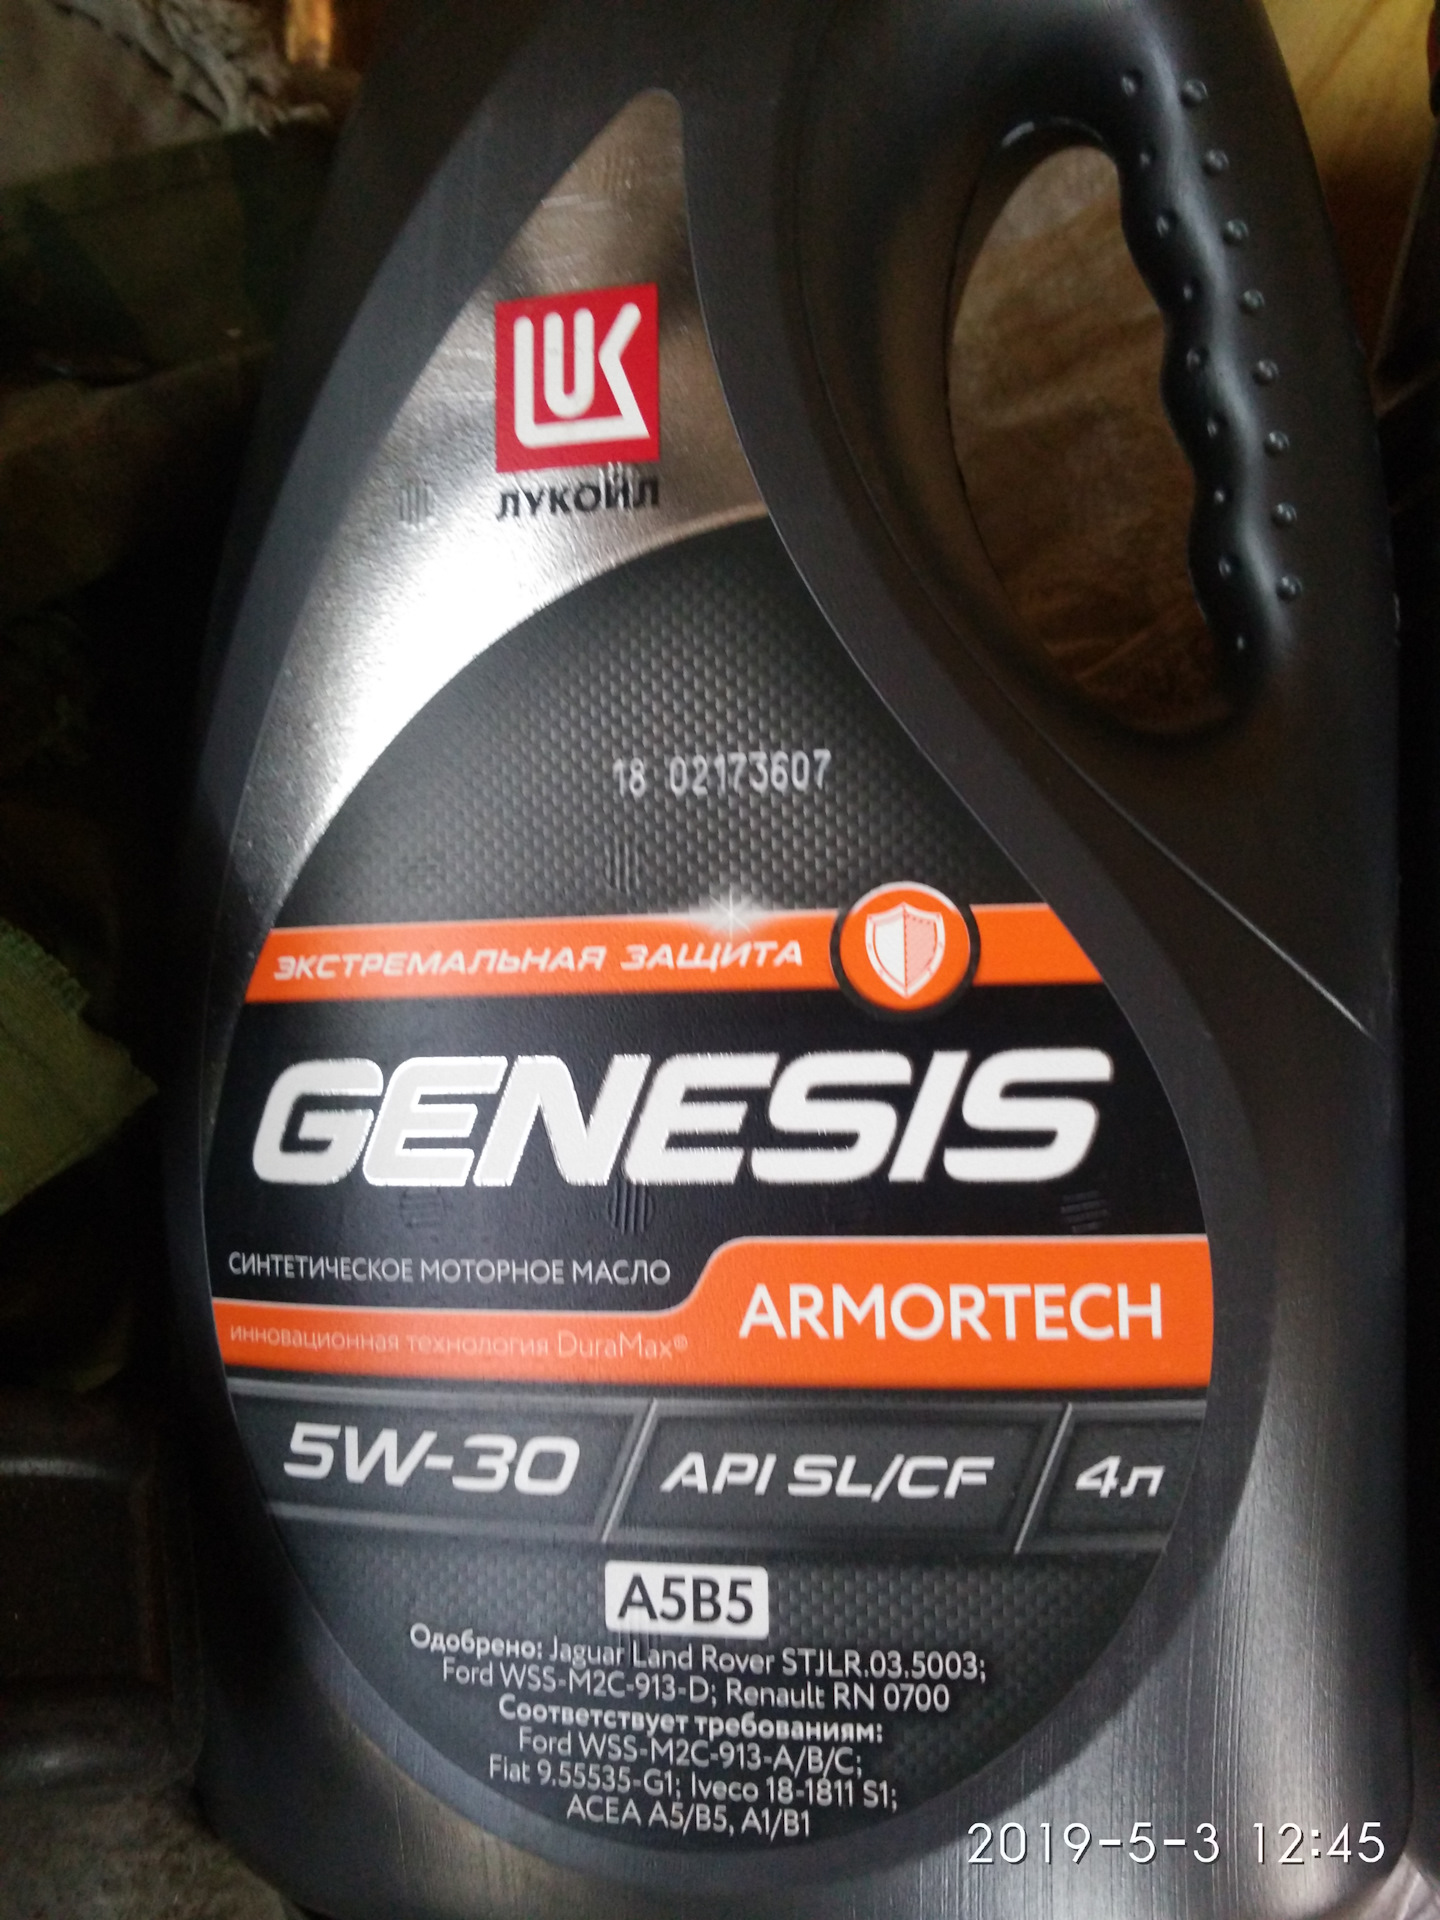 LUK
ЛУКОЙЛ
18 02173607
ЭКСТРЕМАЛЬНАЯ ЗАЩИТА
GENESIS
СИНТЕТИЧЕСКОЕ МОТОРНОЕ МАСЛО
ARMORTECH
инновационная технология DuraMax®
5W-30
API SL/CF
4л
A5B5
Одобрено: Jaguar Land Rover STJLR.03.5003;
Ford WSS-M2C-913-D; Renault RN 0700
Соответствует требованиям:
Ford WSS-M2C-913-A/B/C;
Fiat 9.55535-G1; Iveco 18-1811 S1;
ACEA A5/B5, A1/B1
2019-5-3 12:45